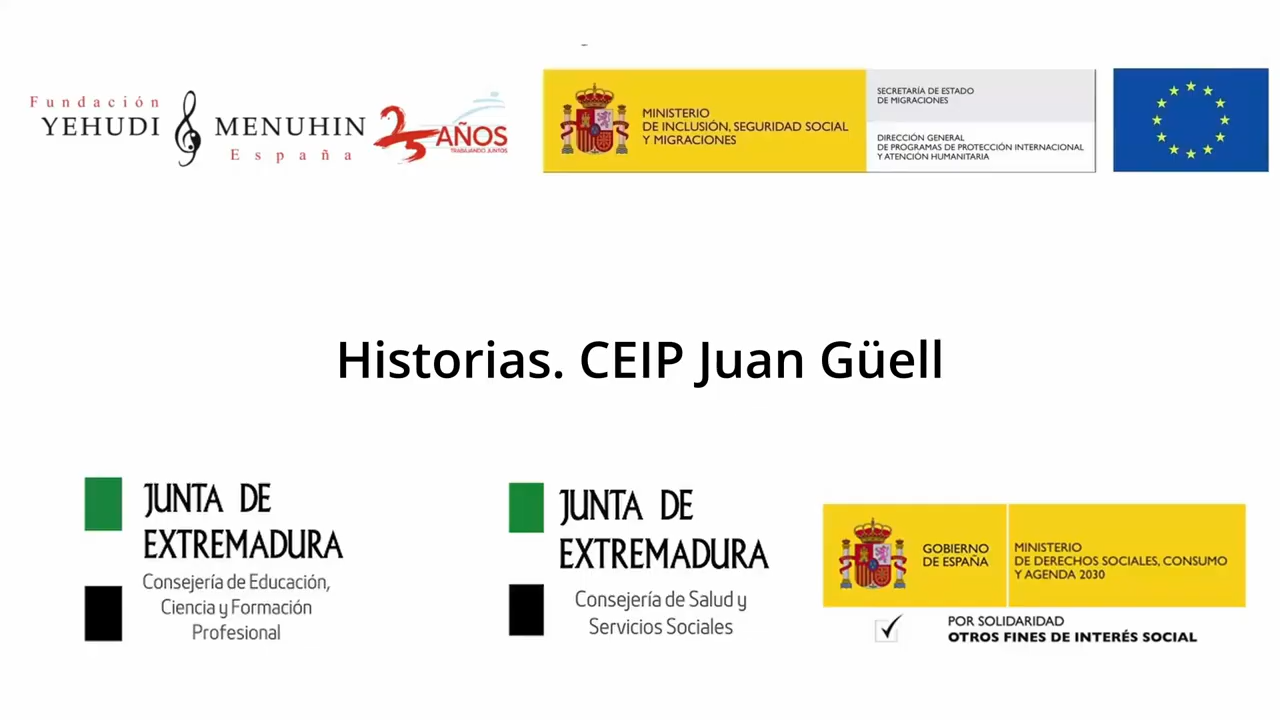 Fundación
YEHUDI MENUHIN
España
25 AÑOS
TRABAJANDO JUNTOS
MINISTERIO
DE INCLUSIÓN, SEGURIDAD SOCIAL
Y MIGRACIONES
SECRETARÍA DE ESTADO
DE MIGRACIONES
DIRECCIÓN GENERAL
DE PROGRAMAS DE PROTECCIÓN INTERNACIONAL
Y ATENCIÓN HUMANITARIA
Historias. CEIP Juan Güell
JUNTA DE
EXTREMADURA
Consejería de Educación,
Ciencia y Formación
Profesional
JUNTA DE
EXTREMADURA
Consejería de Salud y
Servicios Sociales
GOBIERNO
DE ESPAÑA
MINISTERIO
DE DERECHOS SOCIALES, CONSUMO
Y AGENDA 2030
POR SOLIDARIDAD
OTROS FINES DE INTERÉS SOCIAL